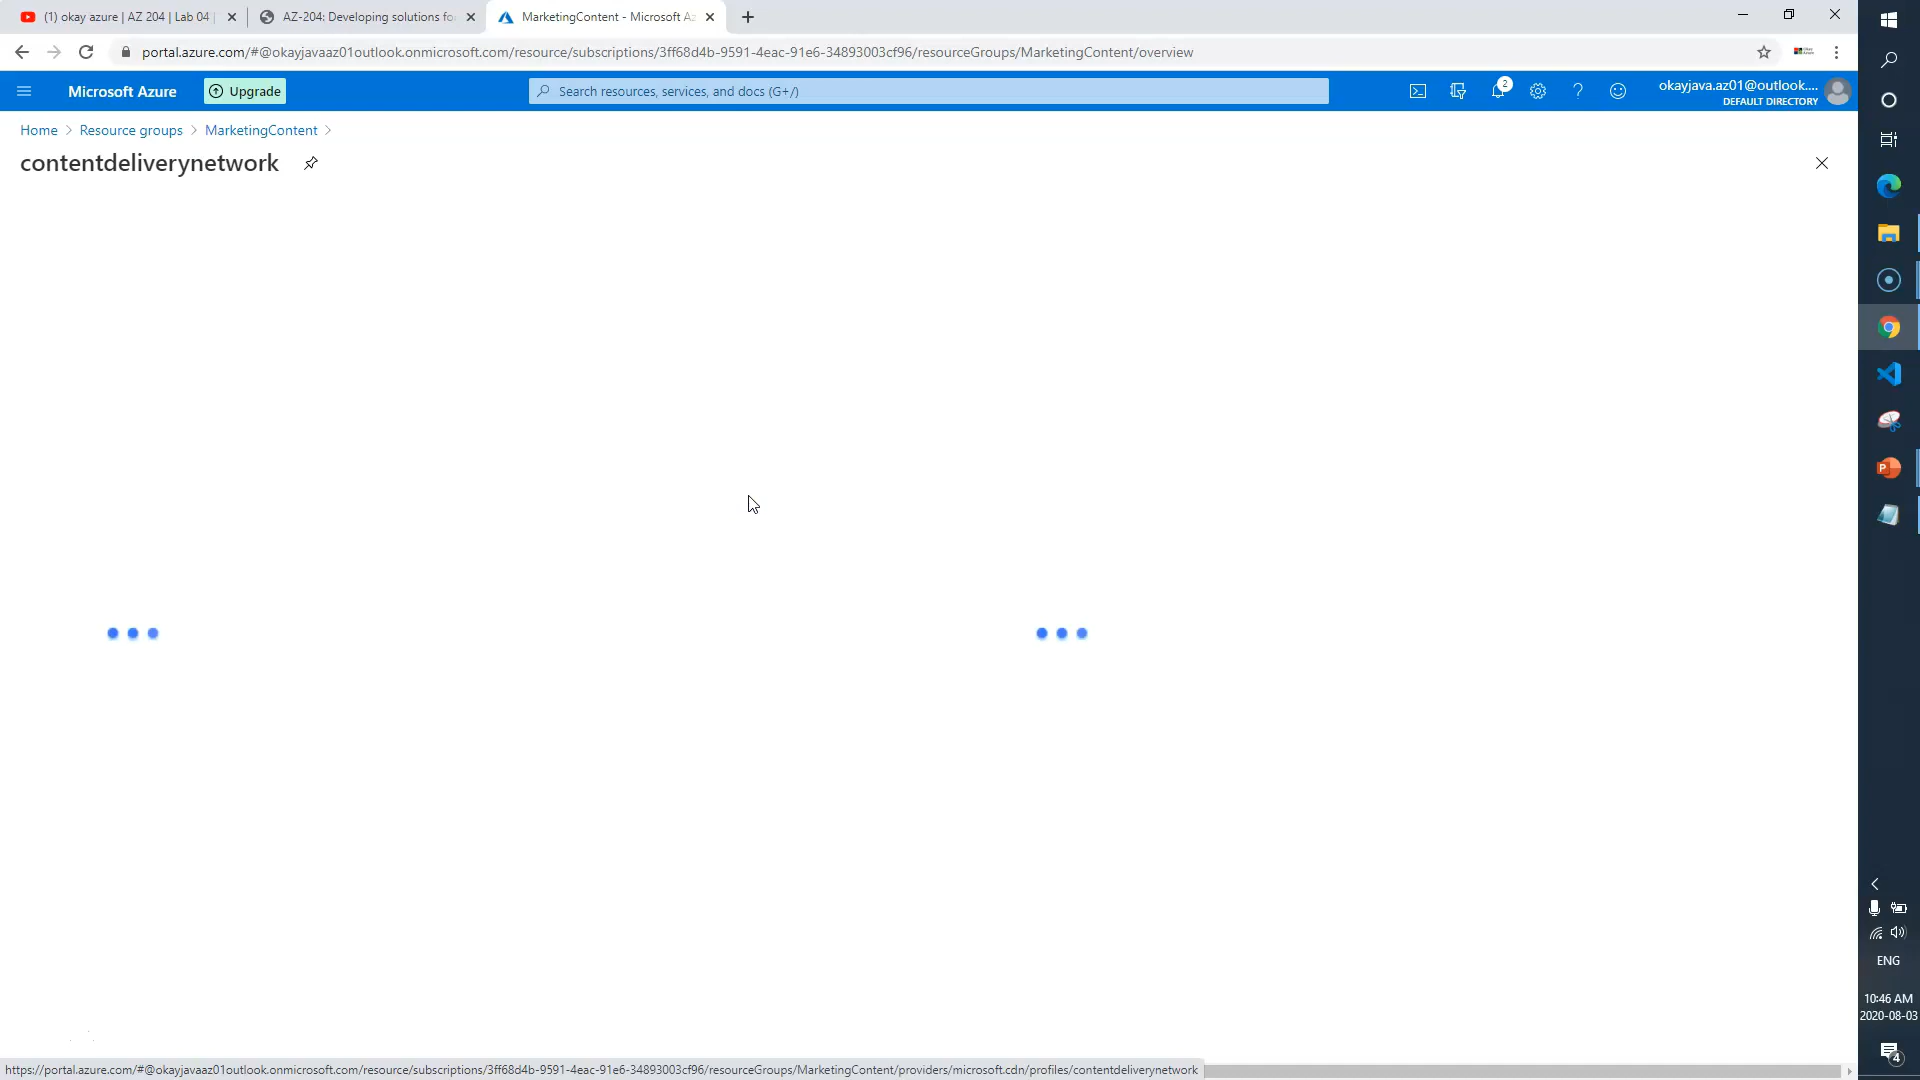 (1) okay azure | AZ 204 | Lab 04 |
AZ-204: Developing solutions fo
MarketingContent - Microsoft Az
portal.azure.com/#@okayjavaaz01outlook.onmicrosoft.com/resource/subscriptions/3ff68d4b-9591-4eac-91e6-34893003cf96/resourceGroups/MarketingContent/overview
Microsoft Azure
Upgrade
Search resources, services, and docs (G+/)
2
okayjava.az01@outlook....
DEFAULT DIRECTORY
Home > Resource groups > MarketingContent >
contentdeliverynetwork
ENG
10:46 AM
2020-08-03
4
https://portal.azure.com/#@okayjavaaz01outlook.onmicrosoft.com/resource/subscriptions/3ff68d4b-9591-4eac-91e6-34893003cf96/resourceGroups/MarketingContent/providers/microsoft.cdn/profiles/contentdeliverynetwork